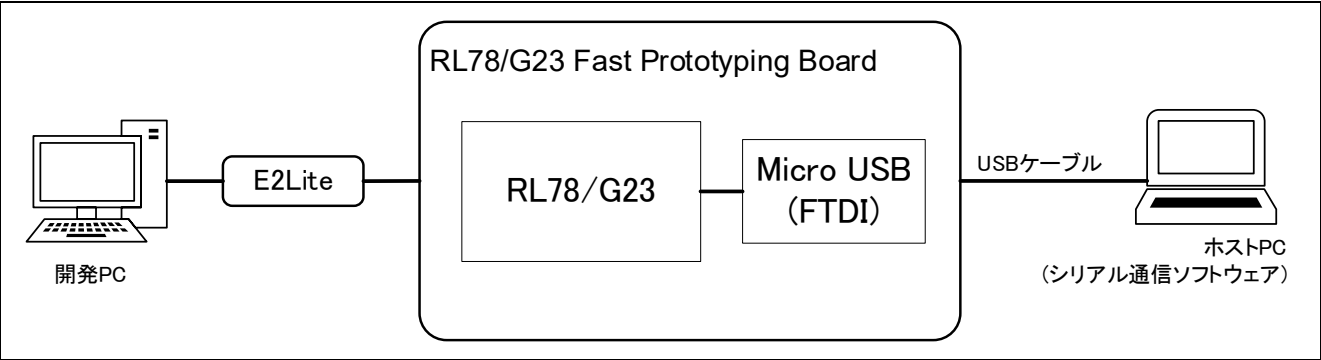 RL78/G23 Fast Prototyping Board
開発PC
E2Lite
RL78/G23
Micro USB
(FTDI)
USBケーブル
ホストPC
(シリアル通信ソフトウェア)